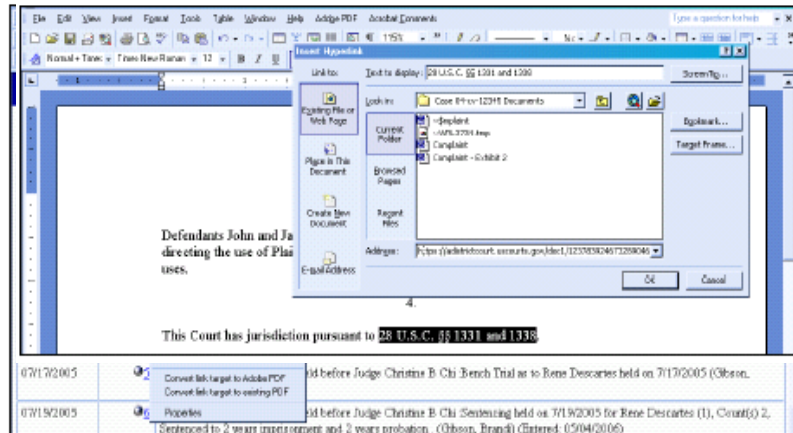 File Edit View Insert Format Tools Table Window Help Adobe PDF Acrobat Comments Type a question for help
115%
Normal + Times Times New Roman 12 B I U
Insert Hyperlink
Link to: Text to display: 28 U.S.C. §§ 1331 and 1338 ScreenTip...
Existing File or Web Page
Look in: Case 04-cv-12345 Documents
Bookmark...
Target Frame...
Current Folder
Complaint
Complaint - Exhibit 2
Place in This Document
Browsed Pages
Create New Document
Recent Files
E-mail Address
Address:
OK Cancel
Defendants John and Ja
directing the use of Plai
uses.
4.
This Court has jurisdiction pursuant to 28 U.S.C. §§ 1331 and 1338.
07/17/2005 5 Convert link target to Adobe PDF ld before Judge Christine B Chi :Bench Trial as to Rene Descartes held on 7/17/2005 (Gibson,
Convert link target to existing PDF
07/19/2005 6 Properties ld before Judge Christine B Chi :Sentencing held on 7/19/2005 for Rene Descartes (1), Count(s) 2,
Sentenced to 2 years imprisonment and 2 years probation. (Gibson, Brandi) (Entered: 05/04/2006)